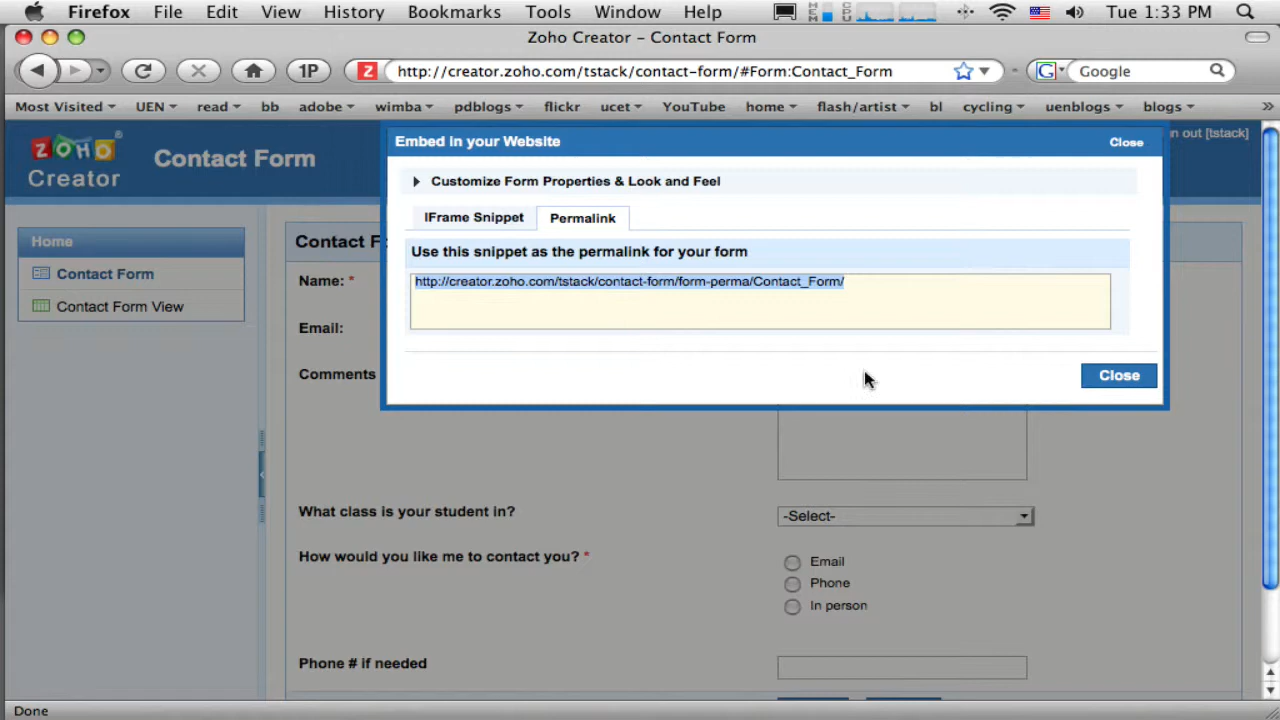 Firefox File Edit View History Bookmarks Tools Window Help Tue 1:33 PM
Zoho Creator – Contact Form
1P Z http://creator.zoho.com/tstack/contact-form/#Form:Contact_Form G Google
Most Visited UEN read bb adobe wimba pdblogs flickr ucet YouTube home flash/artist bl cycling uenblogs blogs »
ZOHO Creator
Contact Form
n out [tstack]
Embed in your Website Close
Customize Form Properties & Look and Feel
IFrame Snippet Permalink
Use this snippet as the permalink for your form
http://creator.zoho.com/tstack/contact-form/form-perma/Contact_Form/
Close
Home
Contact Form
Contact Form View
Contact F
Name: *
Email:
Comments
What class is your student in? -Select-
How would you like me to contact you? *
Email
Phone
In person
Phone # if needed
Done